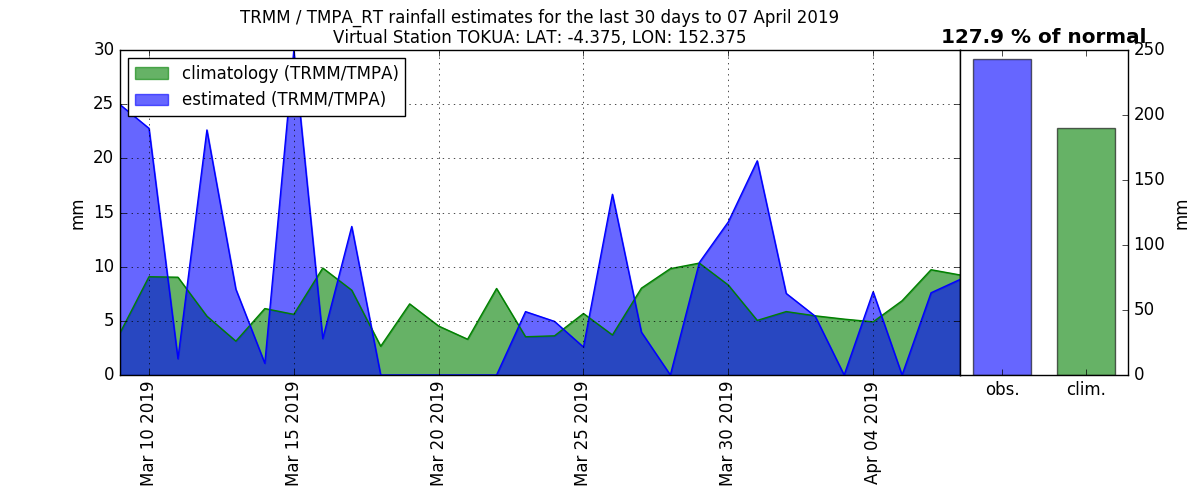 TRMM / TMPA_RT rainfall estimates for the last 30 days to 07 April 2019
Virtual Station TOKUA: LAT: -4.375, LON: 152.375
127.9 % of normal
climatology (TRMM/TMPA)
estimated (TRMM/TMPA)
30
25
20
15
10
5
0
mm
Mar 10 2019
Mar 15 2019
Mar 20 2019
Mar 25 2019
Mar 30 2019
Apr 04 2019
obs.
clim.
250
200
150
100
50
0
mm